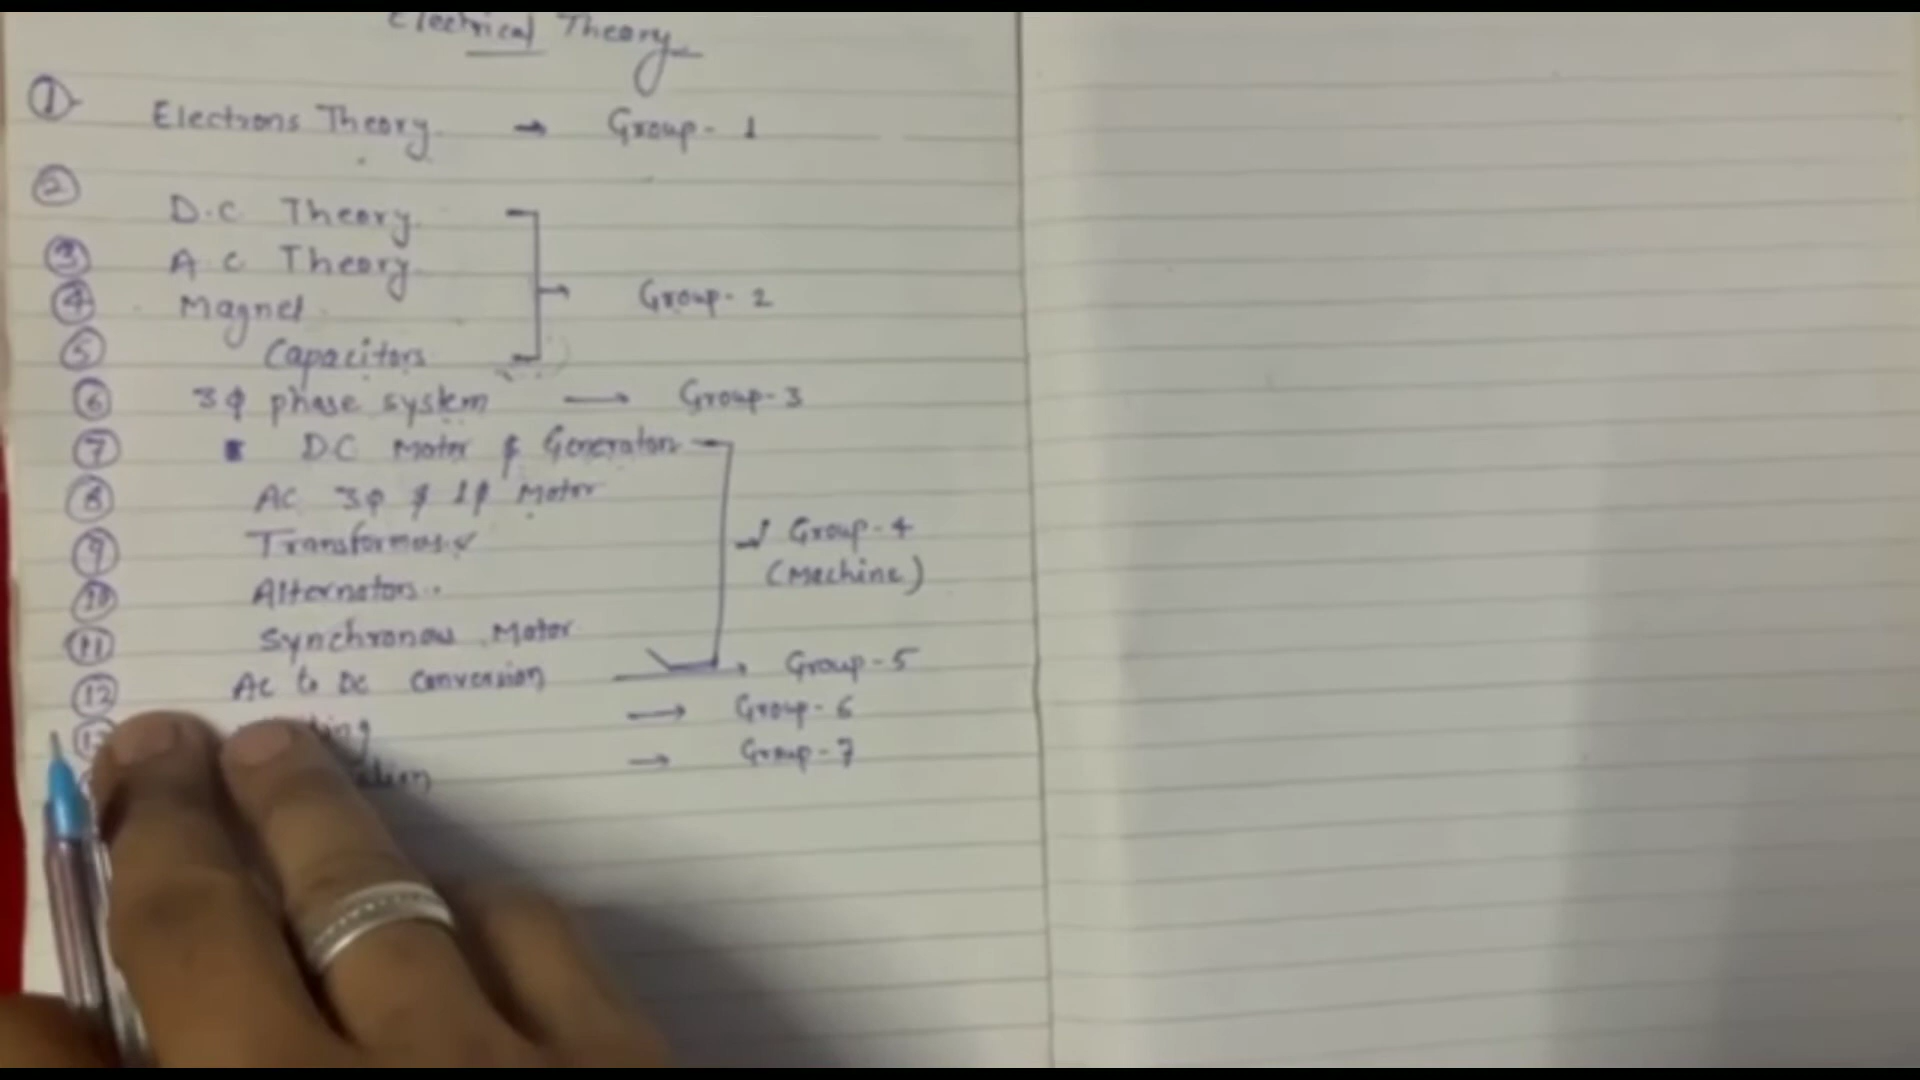 Electrical Theory
① Electrons Theory → Group - 1
②
D.C Theory
③ A C Theory
④ Magnet → Group - 2
⑤ Capacitors
⑥ 3φ phase system → Group - 3
⑦ DC Motor & Generators
⑧ AC 3φ & 1φ Motor
⑨ Transformers → Group - 4
⑩ Alternators (Machine)
⑪ Synchronous Motor
⑫ AC to DC Conversion → Group - 5
→ Group - 6
→ Group - 7